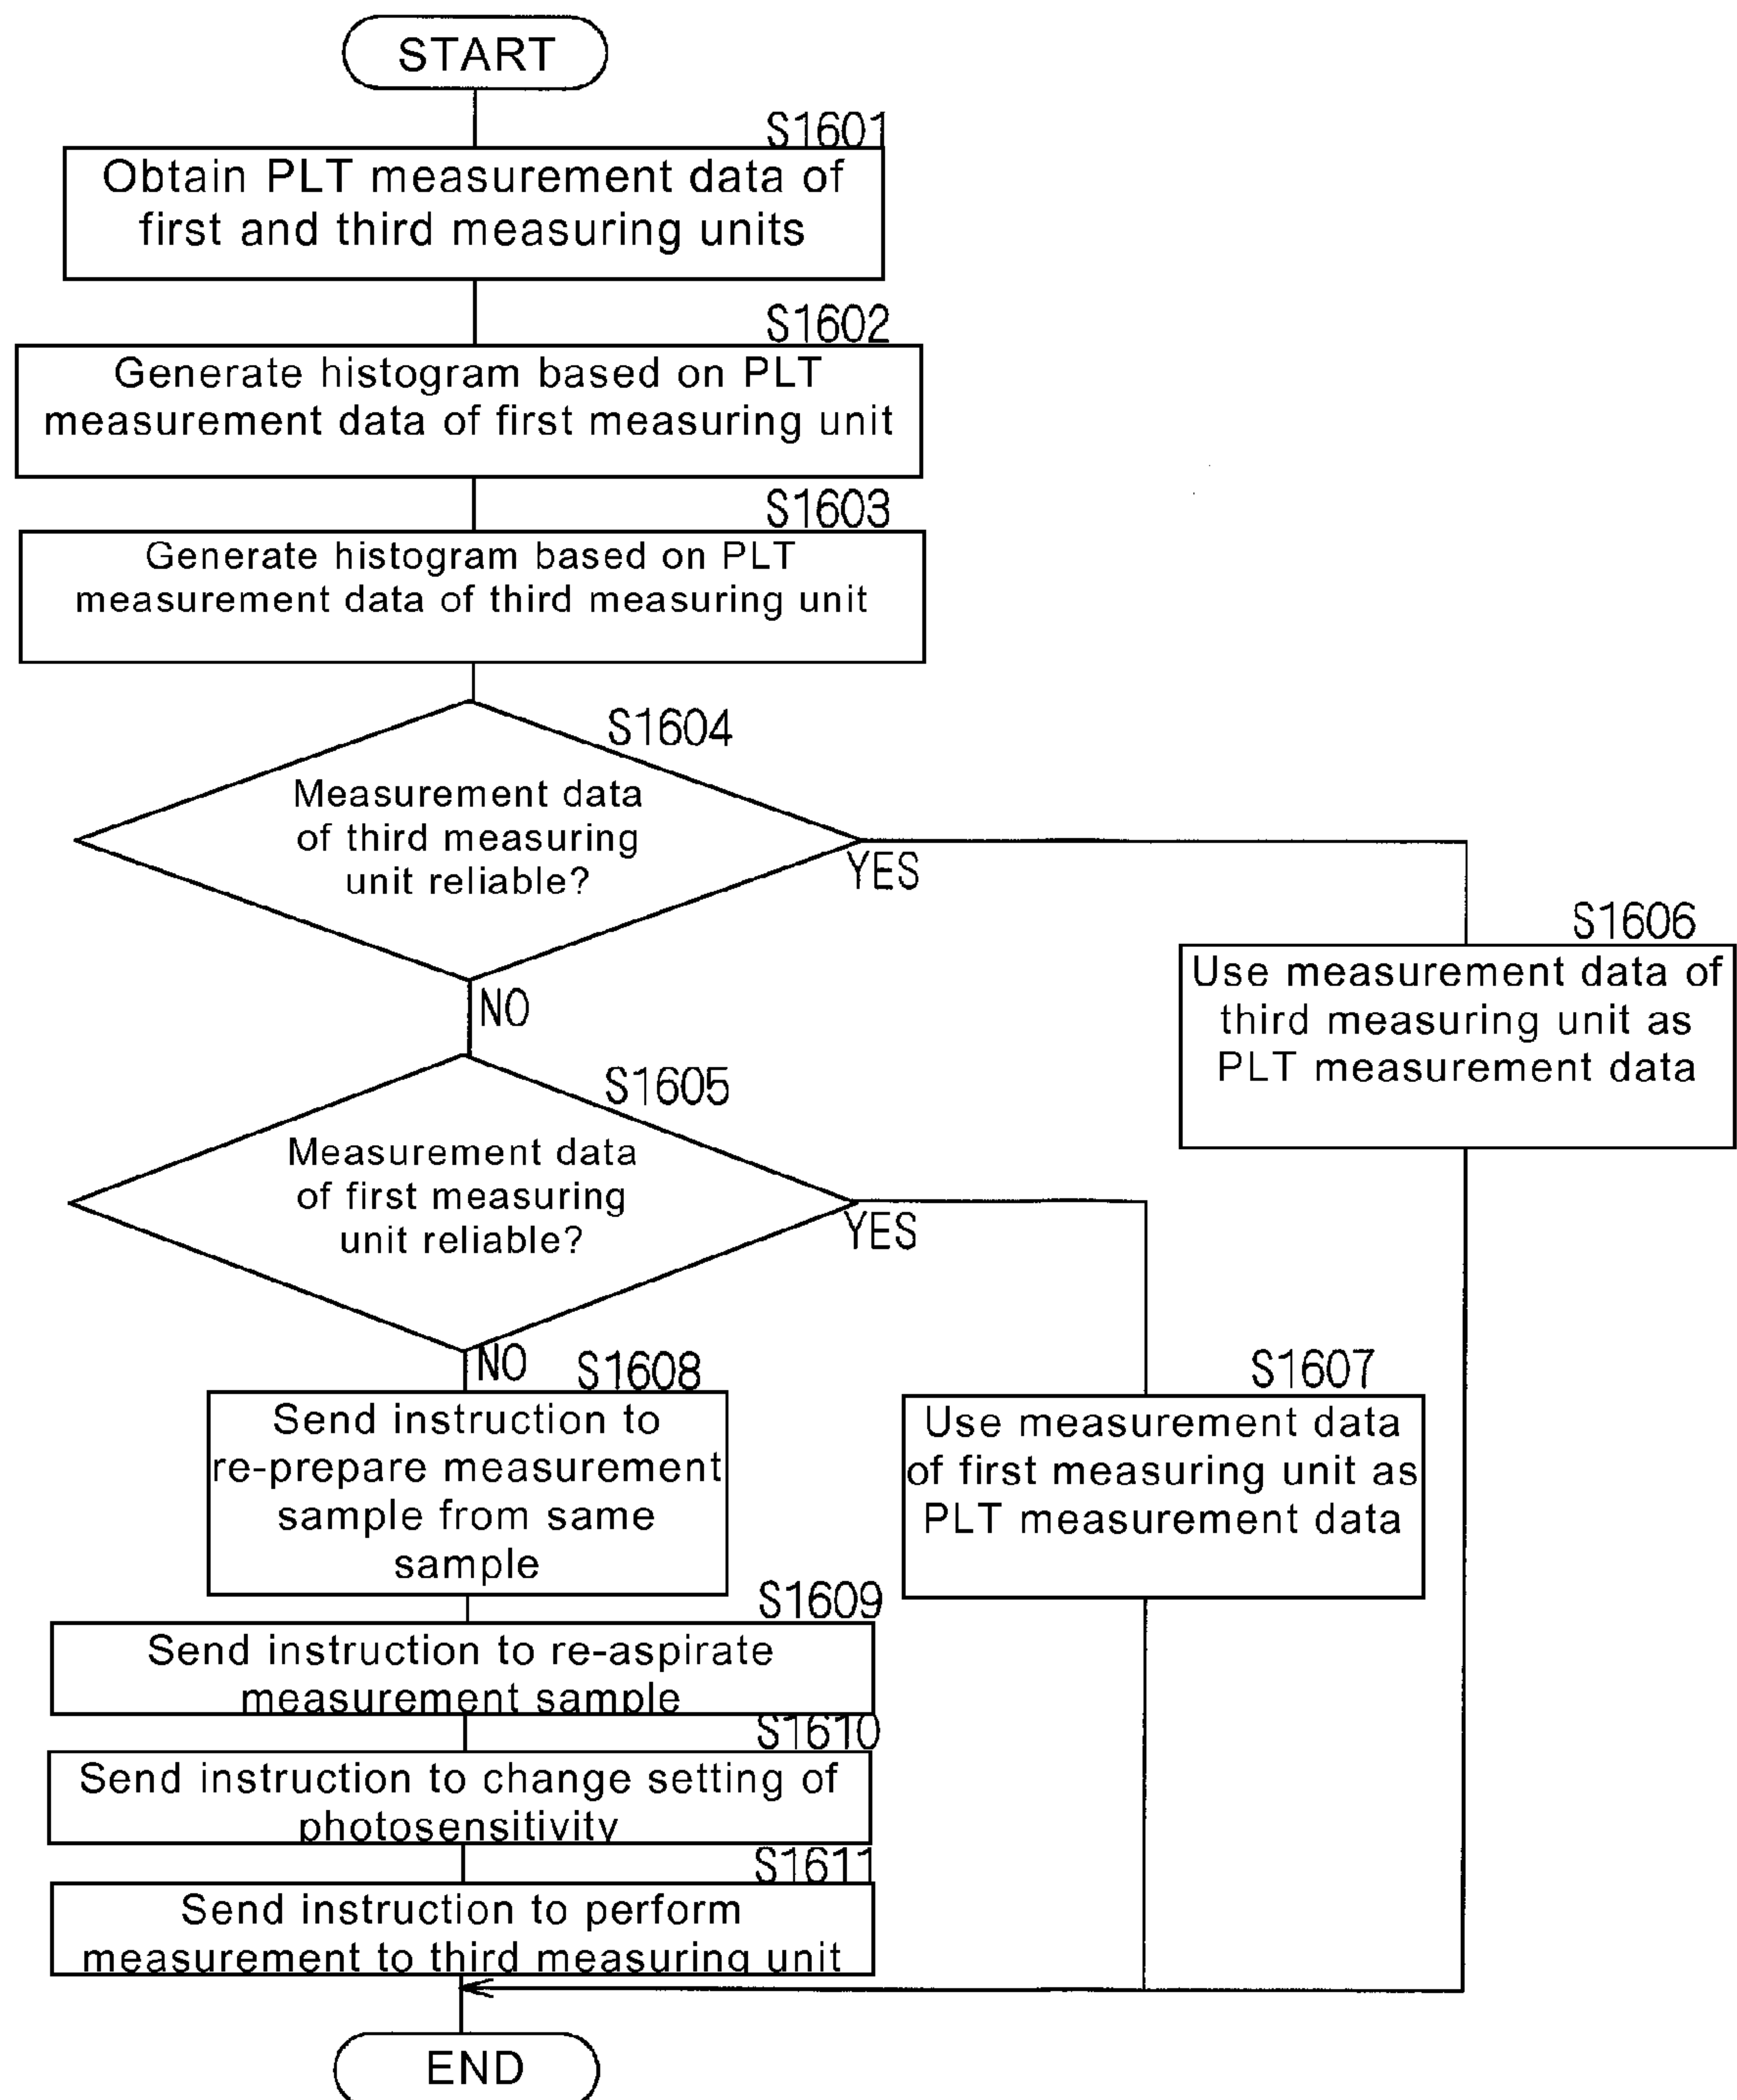 START
S1601
Obtain PLT measurement data of
first and third measuring units
S1602
Generate histogram based on PLT
measurement data of first measuring unit
S1603
Generate histogram based on PLT
measurement data of third measuring unit
S1604
Measurement data
of third measuring
unit reliable?
YES
NO
S1606
Use measurement data of
third measuring unit as
PLT measurement data
S1605
Measurement data
of first measuring
unit reliable?
YES
NO
S1607
Use measurement data
of first measuring unit as
PLT measurement data
S1608
Send instruction to
re-prepare measurement
sample from same
sample
S1609
Send instruction to re-aspirate
measurement sample
S1610
Send instruction to change setting of
photosensitivity
S1611
Send instruction to perform
measurement to third measuring unit
END